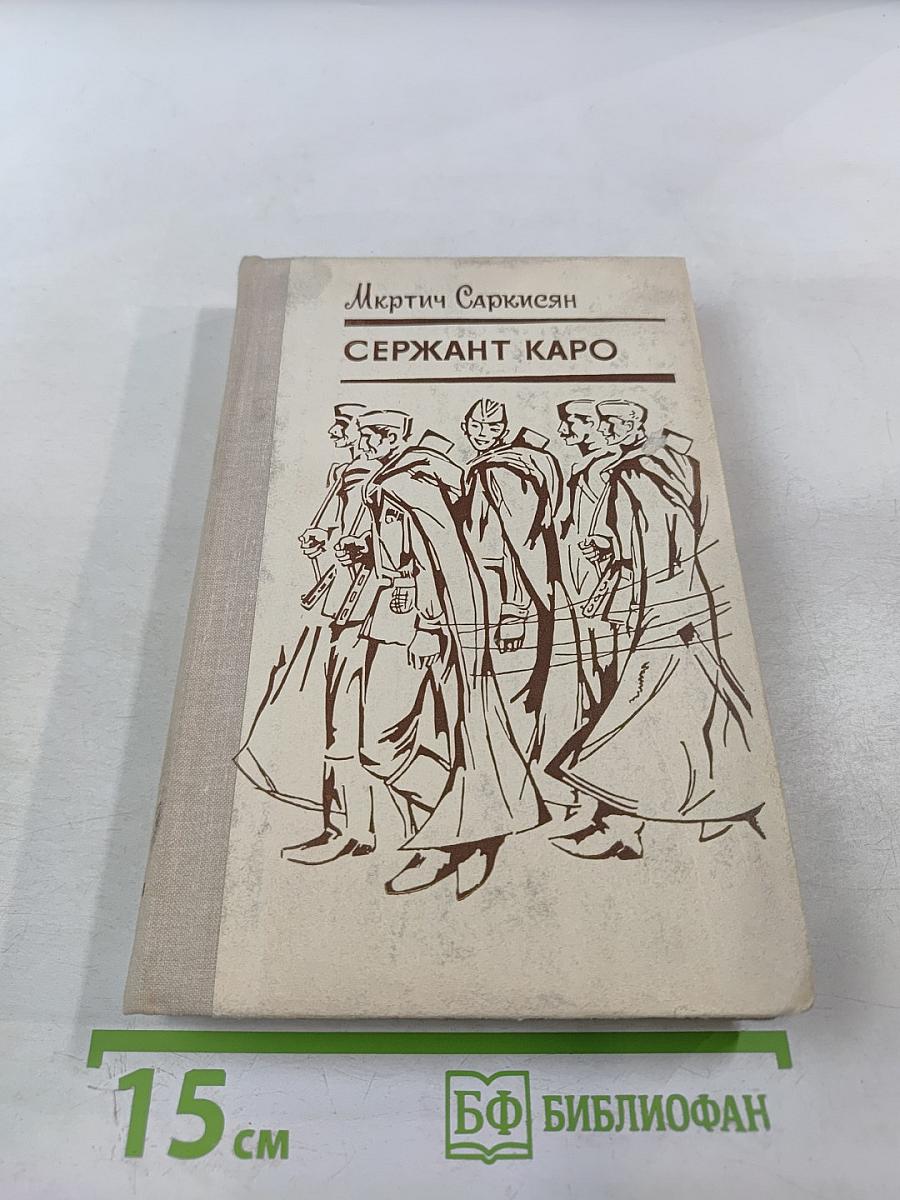 Мкртич Саркисян
СЕРЖАНТ КАРО
15 см
БФ БИБЛИОФАН